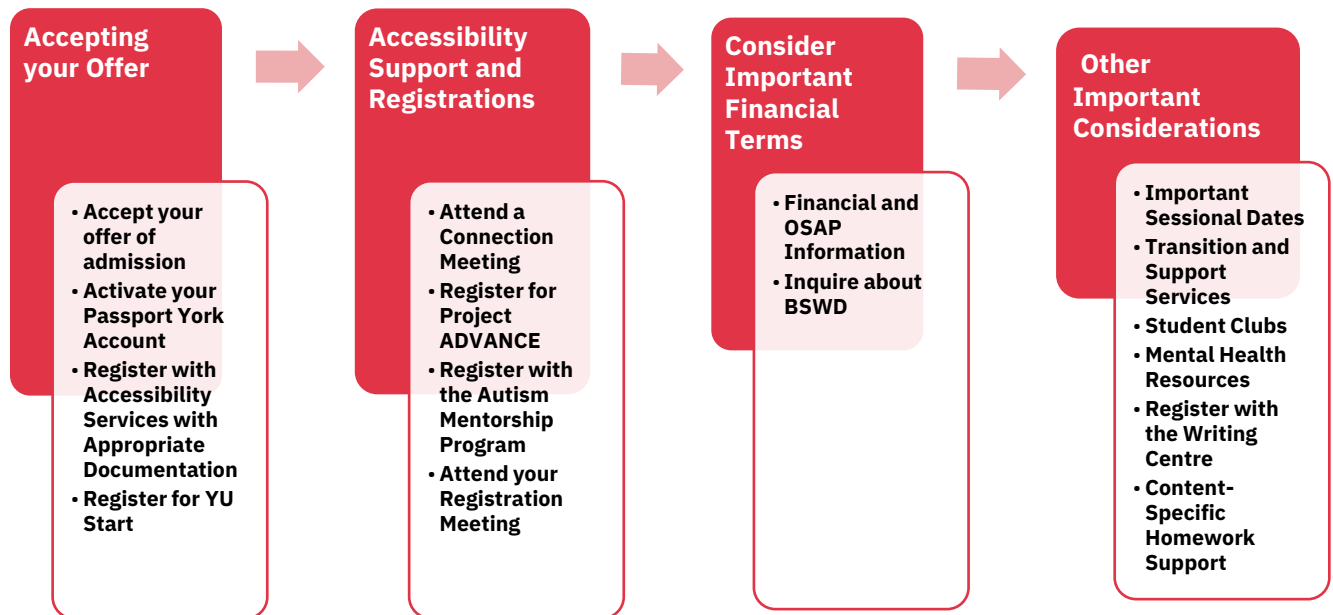 Accepting
your Offer
• Accept your
offer of
admission
• Activate your
Passport York
Account
• Register with
Accessibility
Services with
Appropriate
Documentation
• Register for YU
Start
Accessibility
Support and
Registrations
• Attend a
Connection
Meeting
• Register for
Project
ADVANCE
• Register with
the Autism
Mentorship
Program
• Attend your
Registration
Meeting
Consider
Important
Financial
Terms
• Financial and
OSAP
Information
• Inquire about
BSWD
Other
Important
Considerations
• Important
Sessional Dates
• Transition and
Support
Services
• Student Clubs
• Mental Health
Resources
• Register with
the Writing
Centre
• Content-
Specific
Homework
Support